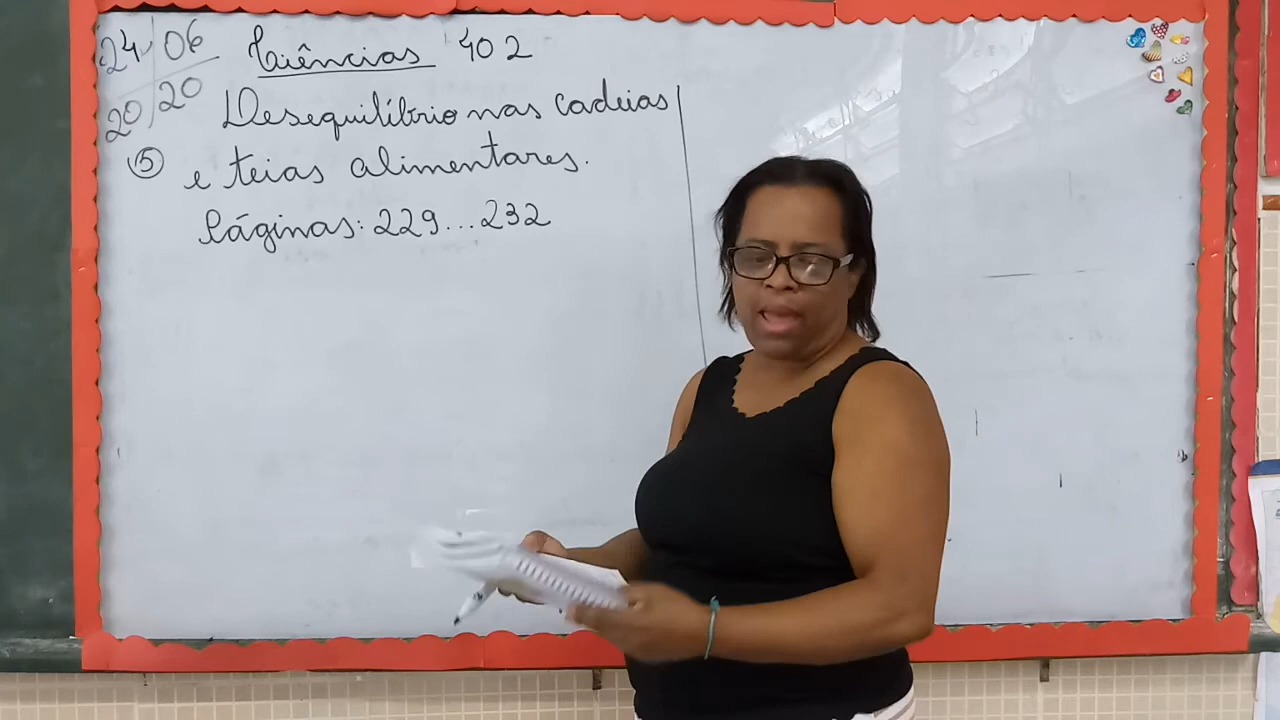 24 06 Ciências 402
20/20 Desequilíbrio nas cadeias
5 e teias alimentares.
Páginas: 229...232